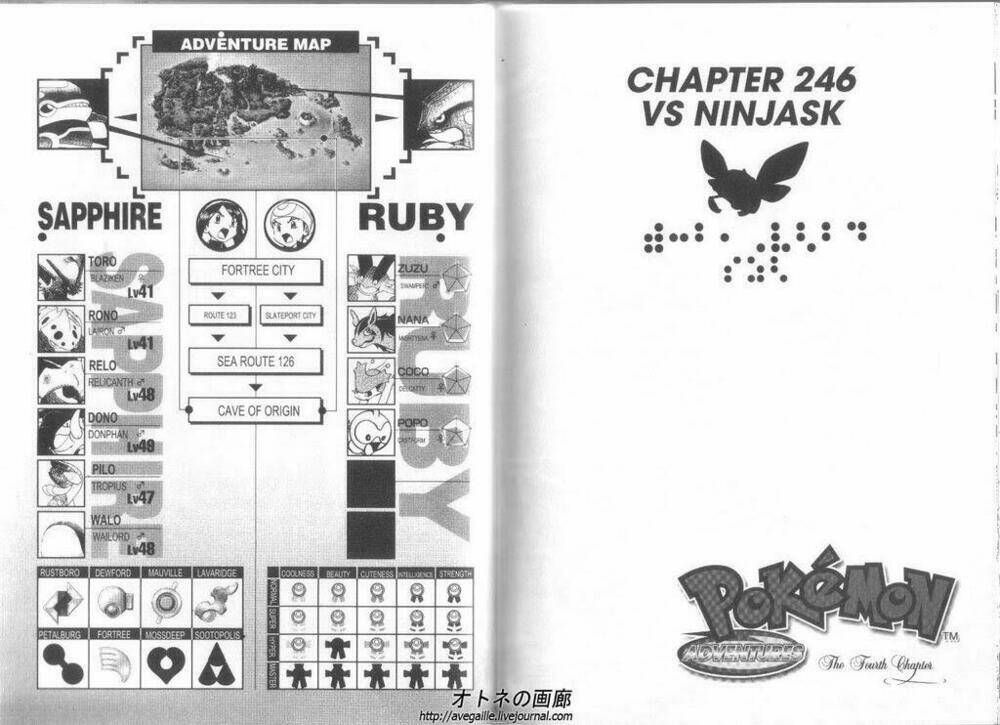 ADVENTURE MAP
SAPPHIRE
RUBY
TORO
BLAZIKEN ♀
Lv41
RONO
LAIRON ♂
Lv41
RELO
RELICANTH ♂
Lv48
DONO
DONPHAN ♂
Lv49
PILO
TROPIUS ♂
Lv47
WALO
WAILORD ♂
Lv48
SAPPHIRE
FORTREE CITY
ROUTE 123
SLATEPORT CITY
SEA ROUTE 126
CAVE OF ORIGIN
ZUZU
SWAMPERT ♂
NANA
MIGHTYENA ♀
COCO
DELCATTY ♀
POPO
CASTFORM ♀
RUBY
RUSTBORO DEWFORD MAUVILLE LAVARIDGE
PETALBURG FORTREE MOSSDEEP SOOTOPOLIS
COOLNESS BEAUTY CUTENESS INTELLIGENCE STRENGTH
NORMAL
SUPER
HYPER
MASTER
オトネの画廊
http://avegaille.livejournal.com
CHAPTER 246
VS NINJASK
POKÉMON
TM
ADVENTURES
The Fourth Chapter